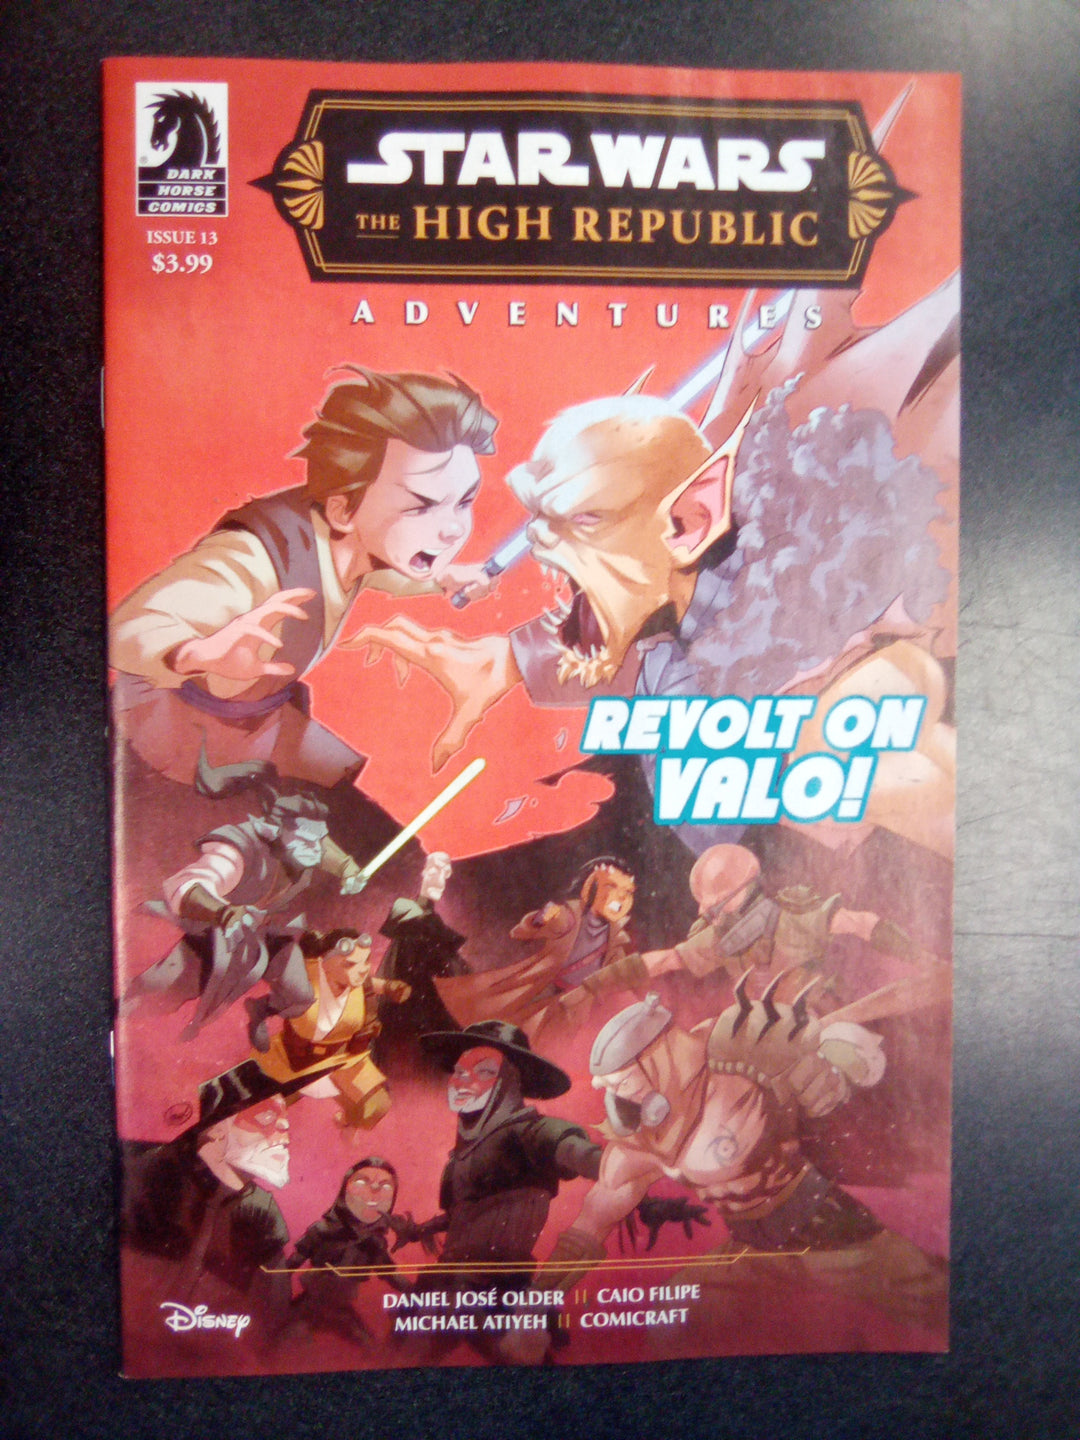 DARK
HORSE
COMICS
ISSUE 13
$3.99
STAR WARS
THE HIGH REPUBLIC
ADVENTURES
REVOLT ON
VALO!
DANIEL JOSÉ OLDER || CAIO FILIPE
MICHAEL ATIYEH || COMICRAFT
DISNEY